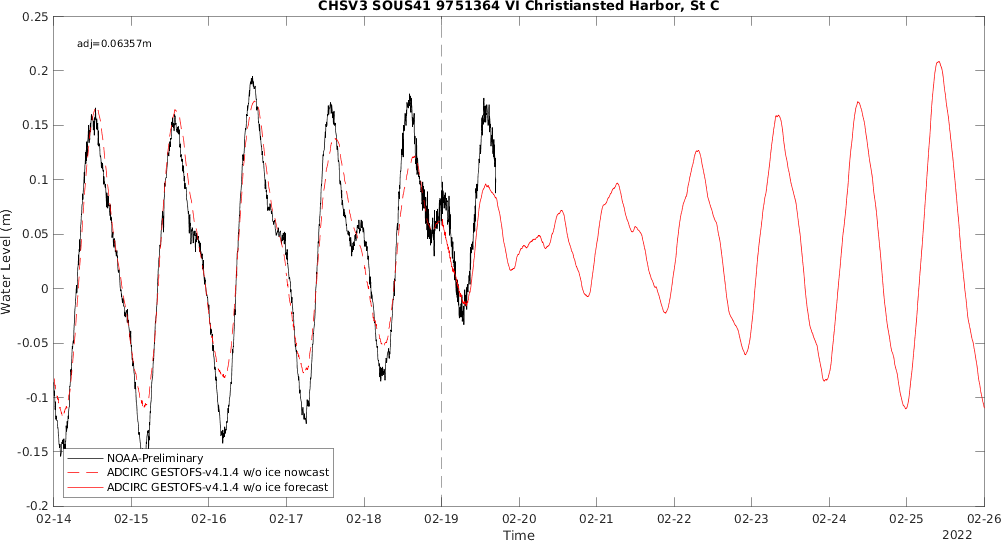 CHSV3 SOUS41 9751364 VI Christiansted Harbor, St C
adj=0.06357m
0.25
0.2
0.15
0.1
0.05
0
-0.05
-0.1
-0.15
-0.2
Water Level (m)
NOAA-Preliminary
ADCIRC GESTOFS-v4.1.4 w/o ice nowcast
ADCIRC GESTOFS-v4.1.4 w/o ice forecast
02-14 02-15 02-16 02-17 02-18 02-19 02-20 02-21 02-22 02-23 02-24 02-25 02-26
Time
2022